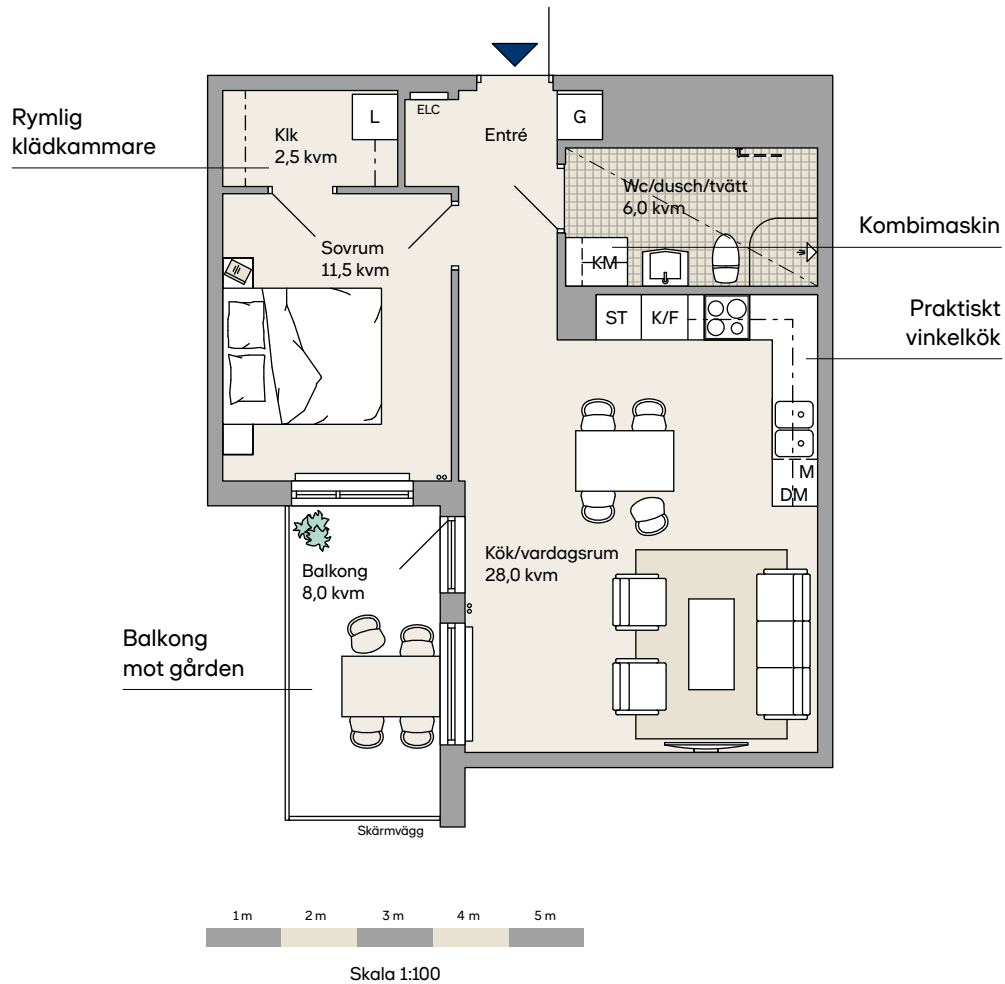 Rymlig
klädkammare
Klk
2,5 kvm
L
ELC
Entré
G
Wc/dusch/tvätt
6,0 kvm
Kombimaskin
KM
Sovrum
11,5 kvm
ST
K/F
Praktiskt
vinkelkök
M
DM
Kök/vardagsrum
28,0 kvm
Balkong
8,0 kvm
Balkong
mot gården
Skärmvägg
1 m 2 m 3 m 4 m 5 m
Skala 1:100